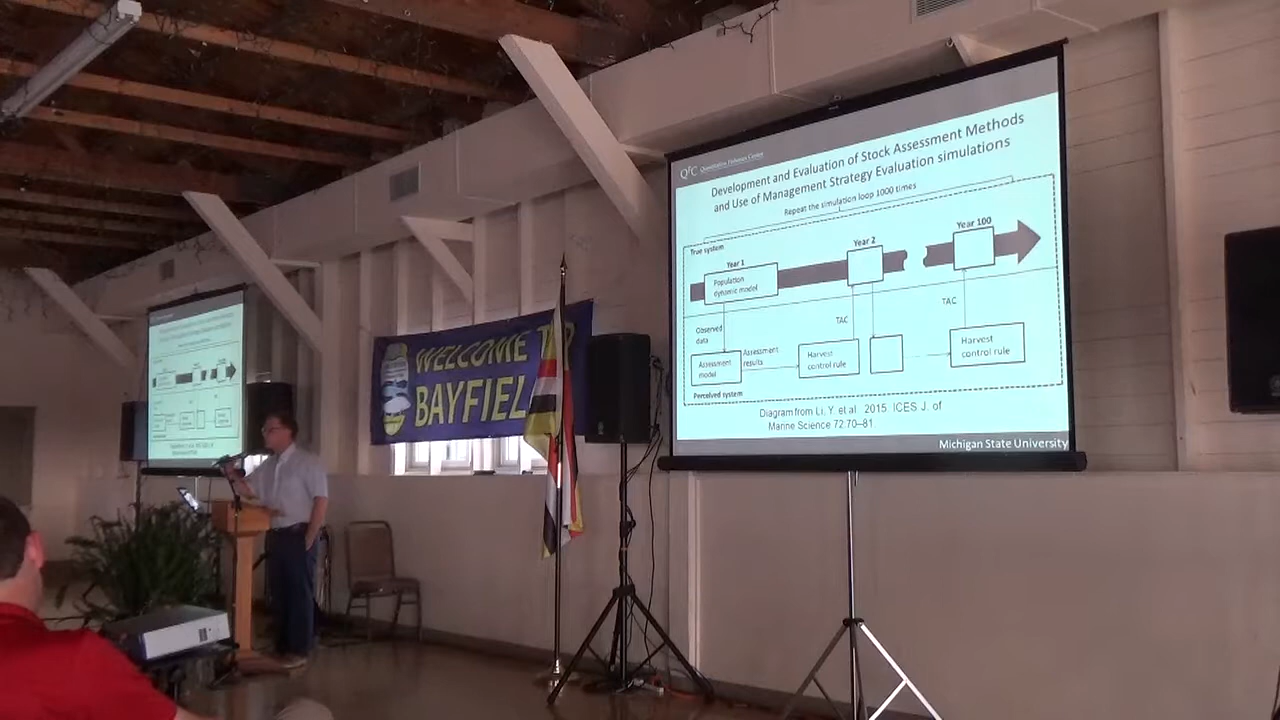 QFC Quantitative Fisheries Center
Development and Evaluation of Stock Assessment Methods
and Use of Management Strategy Evaluation simulations
Repeat the simulation loop 1000 times
True system
Year 1
Year 2
Year 100
Population
dynamic model
Observed
data
TAC
TAC
Assessment
model
Assessment
results
Harvest
control rule
Harvest
control rule
Perceived system
Diagram from Li, Y. et al 2015. ICES J. of
Marine Science 72:70–81.
Michigan State University
WELCOME TO
BAYFIEL